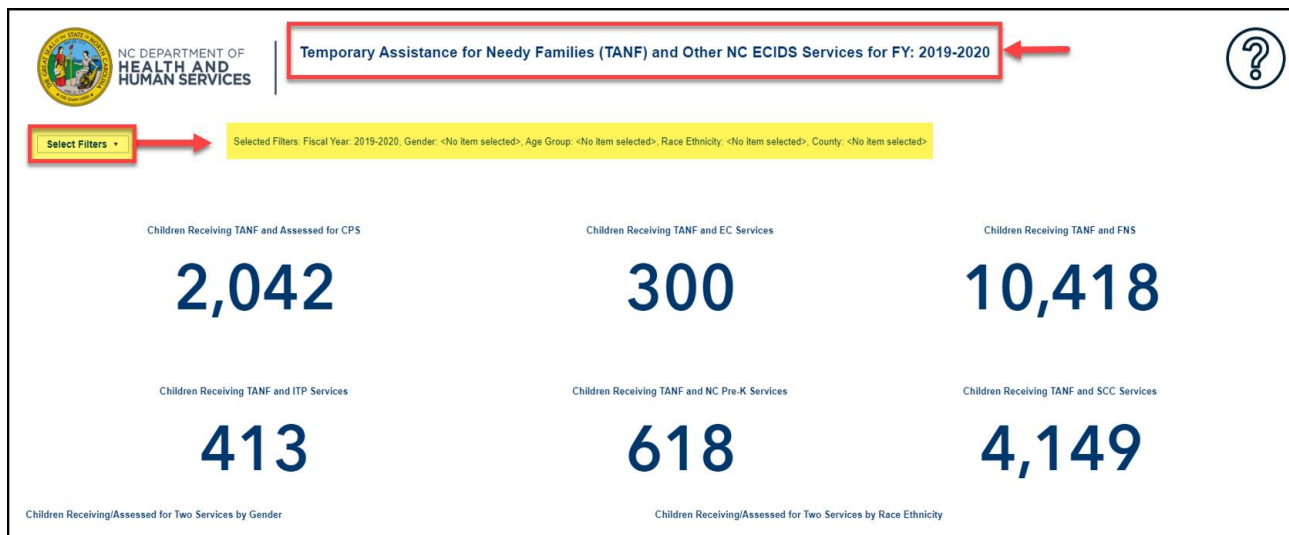 NC DEPARTMENT OF
HEALTH AND
HUMAN SERVICES
Temporary Assistance for Needy Families (TANF) and Other NC ECIDS Services for FY: 2019-2020
?
Select Filters
Selected Filters: Fiscal Year: 2019-2020, Gender: <No item selected>, Age Group: <No item selected>, Race Ethnicity: <No item selected>, County: <No item selected>
Children Receiving TANF and Assessed for CPS
Children Receiving TANF and EC Services
Children Receiving TANF and FNS
2,042
300
10,418
Children Receiving TANF and ITP Services
Children Receiving TANF and NC Pre-K Services
Children Receiving TANF and SCC Services
413
618
4,149
Children Receiving/Assessed for Two Services by Gender
Children Receiving/Assessed for Two Services by Race Ethnicity